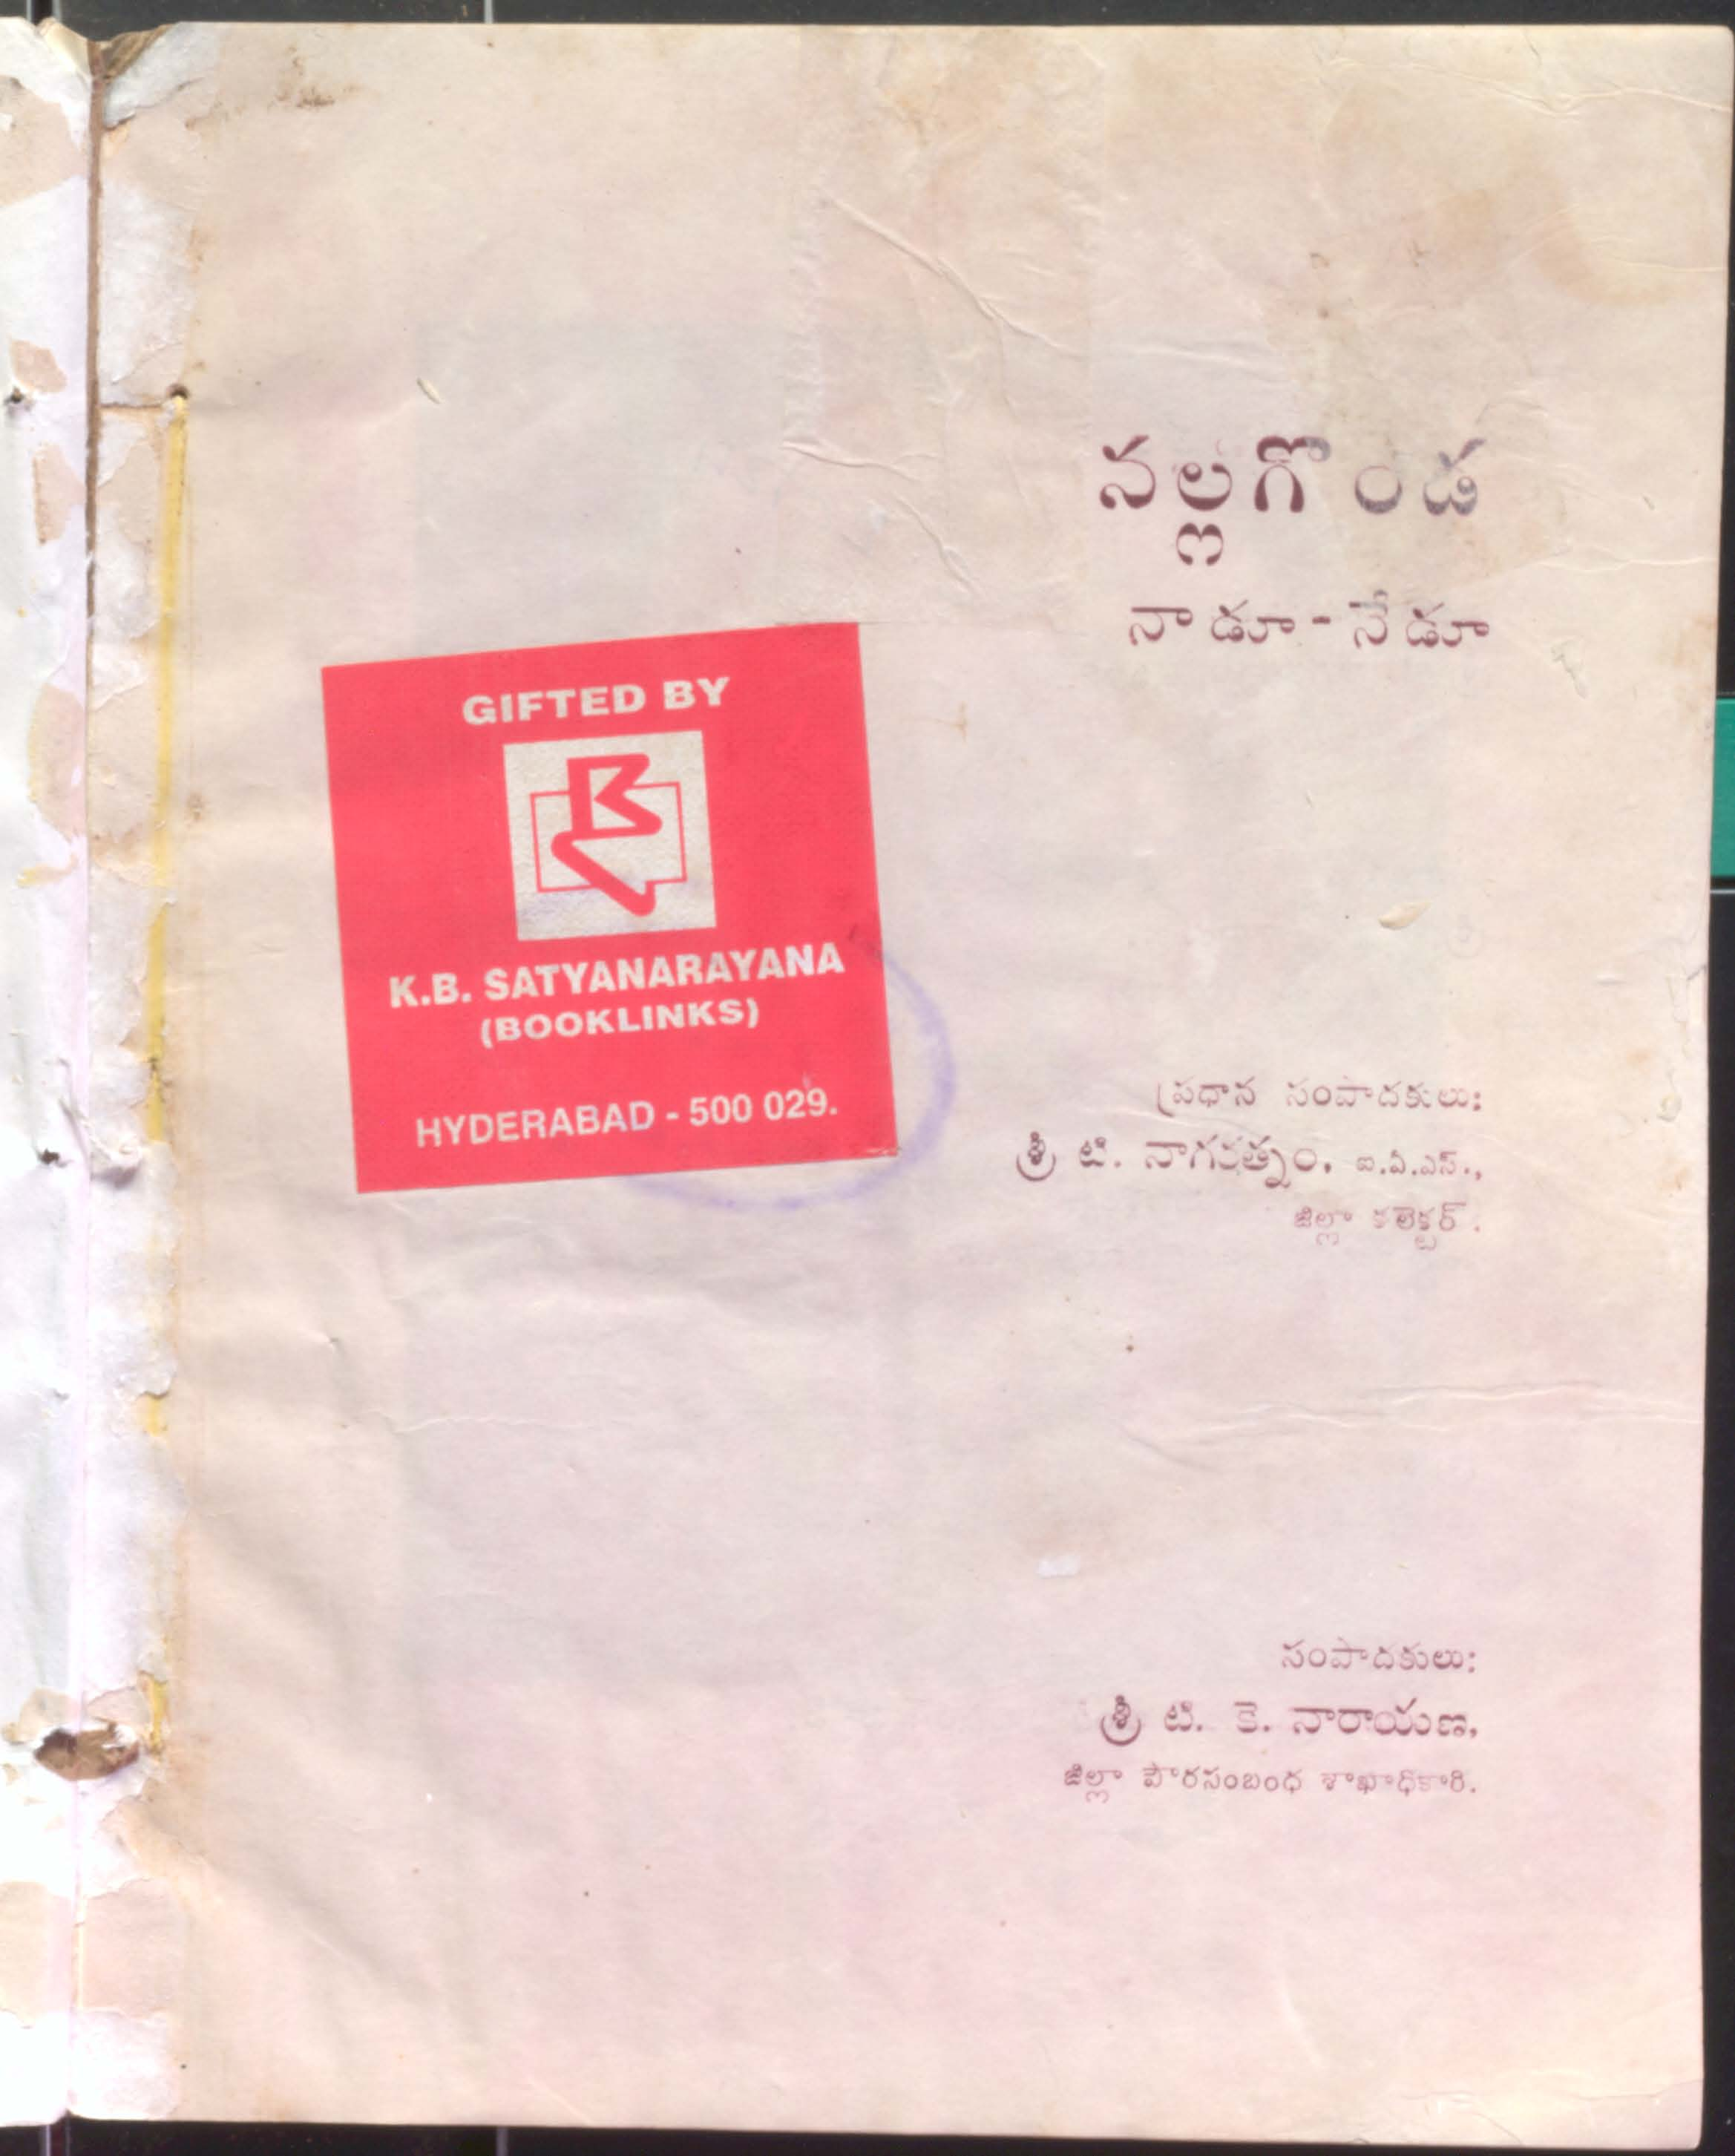 నల్లగొండ
నాడూ - నేడూ
GIFTED BY
K.B. SATYANARAYANA
(BOOKLINKS)
HYDERABAD - 500 029.
ప్రధాన సంపాదకులు:
శ్రీ టి. నాగరత్నం, ఐ.ఏ.ఎస్.,
జిల్లా కలెక్టర్.
సంపాదకులు:
శ్రీ టి. కె. నారాయణ,
జిల్లా పౌరసంబంధ శాఖాధికారి.